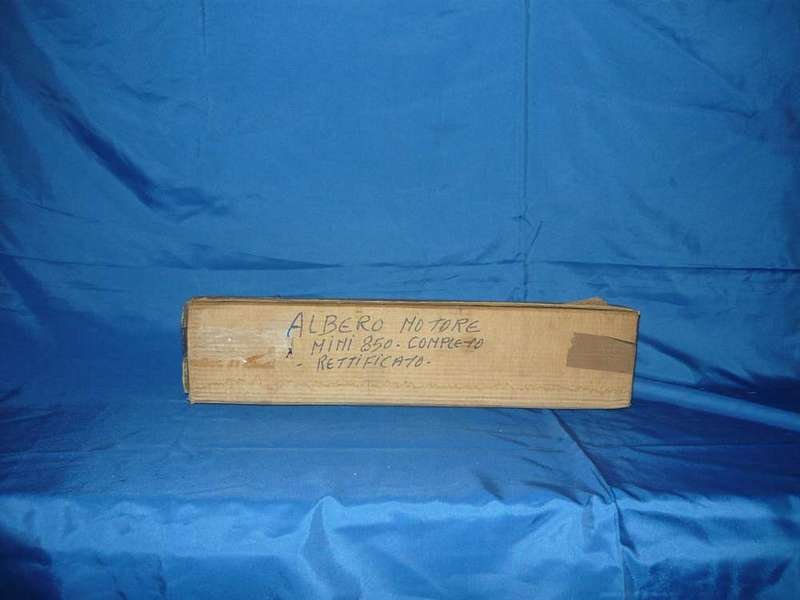 ALBERO MOTORE
MINI 850. COMPLETO
- RETTIFICATO-